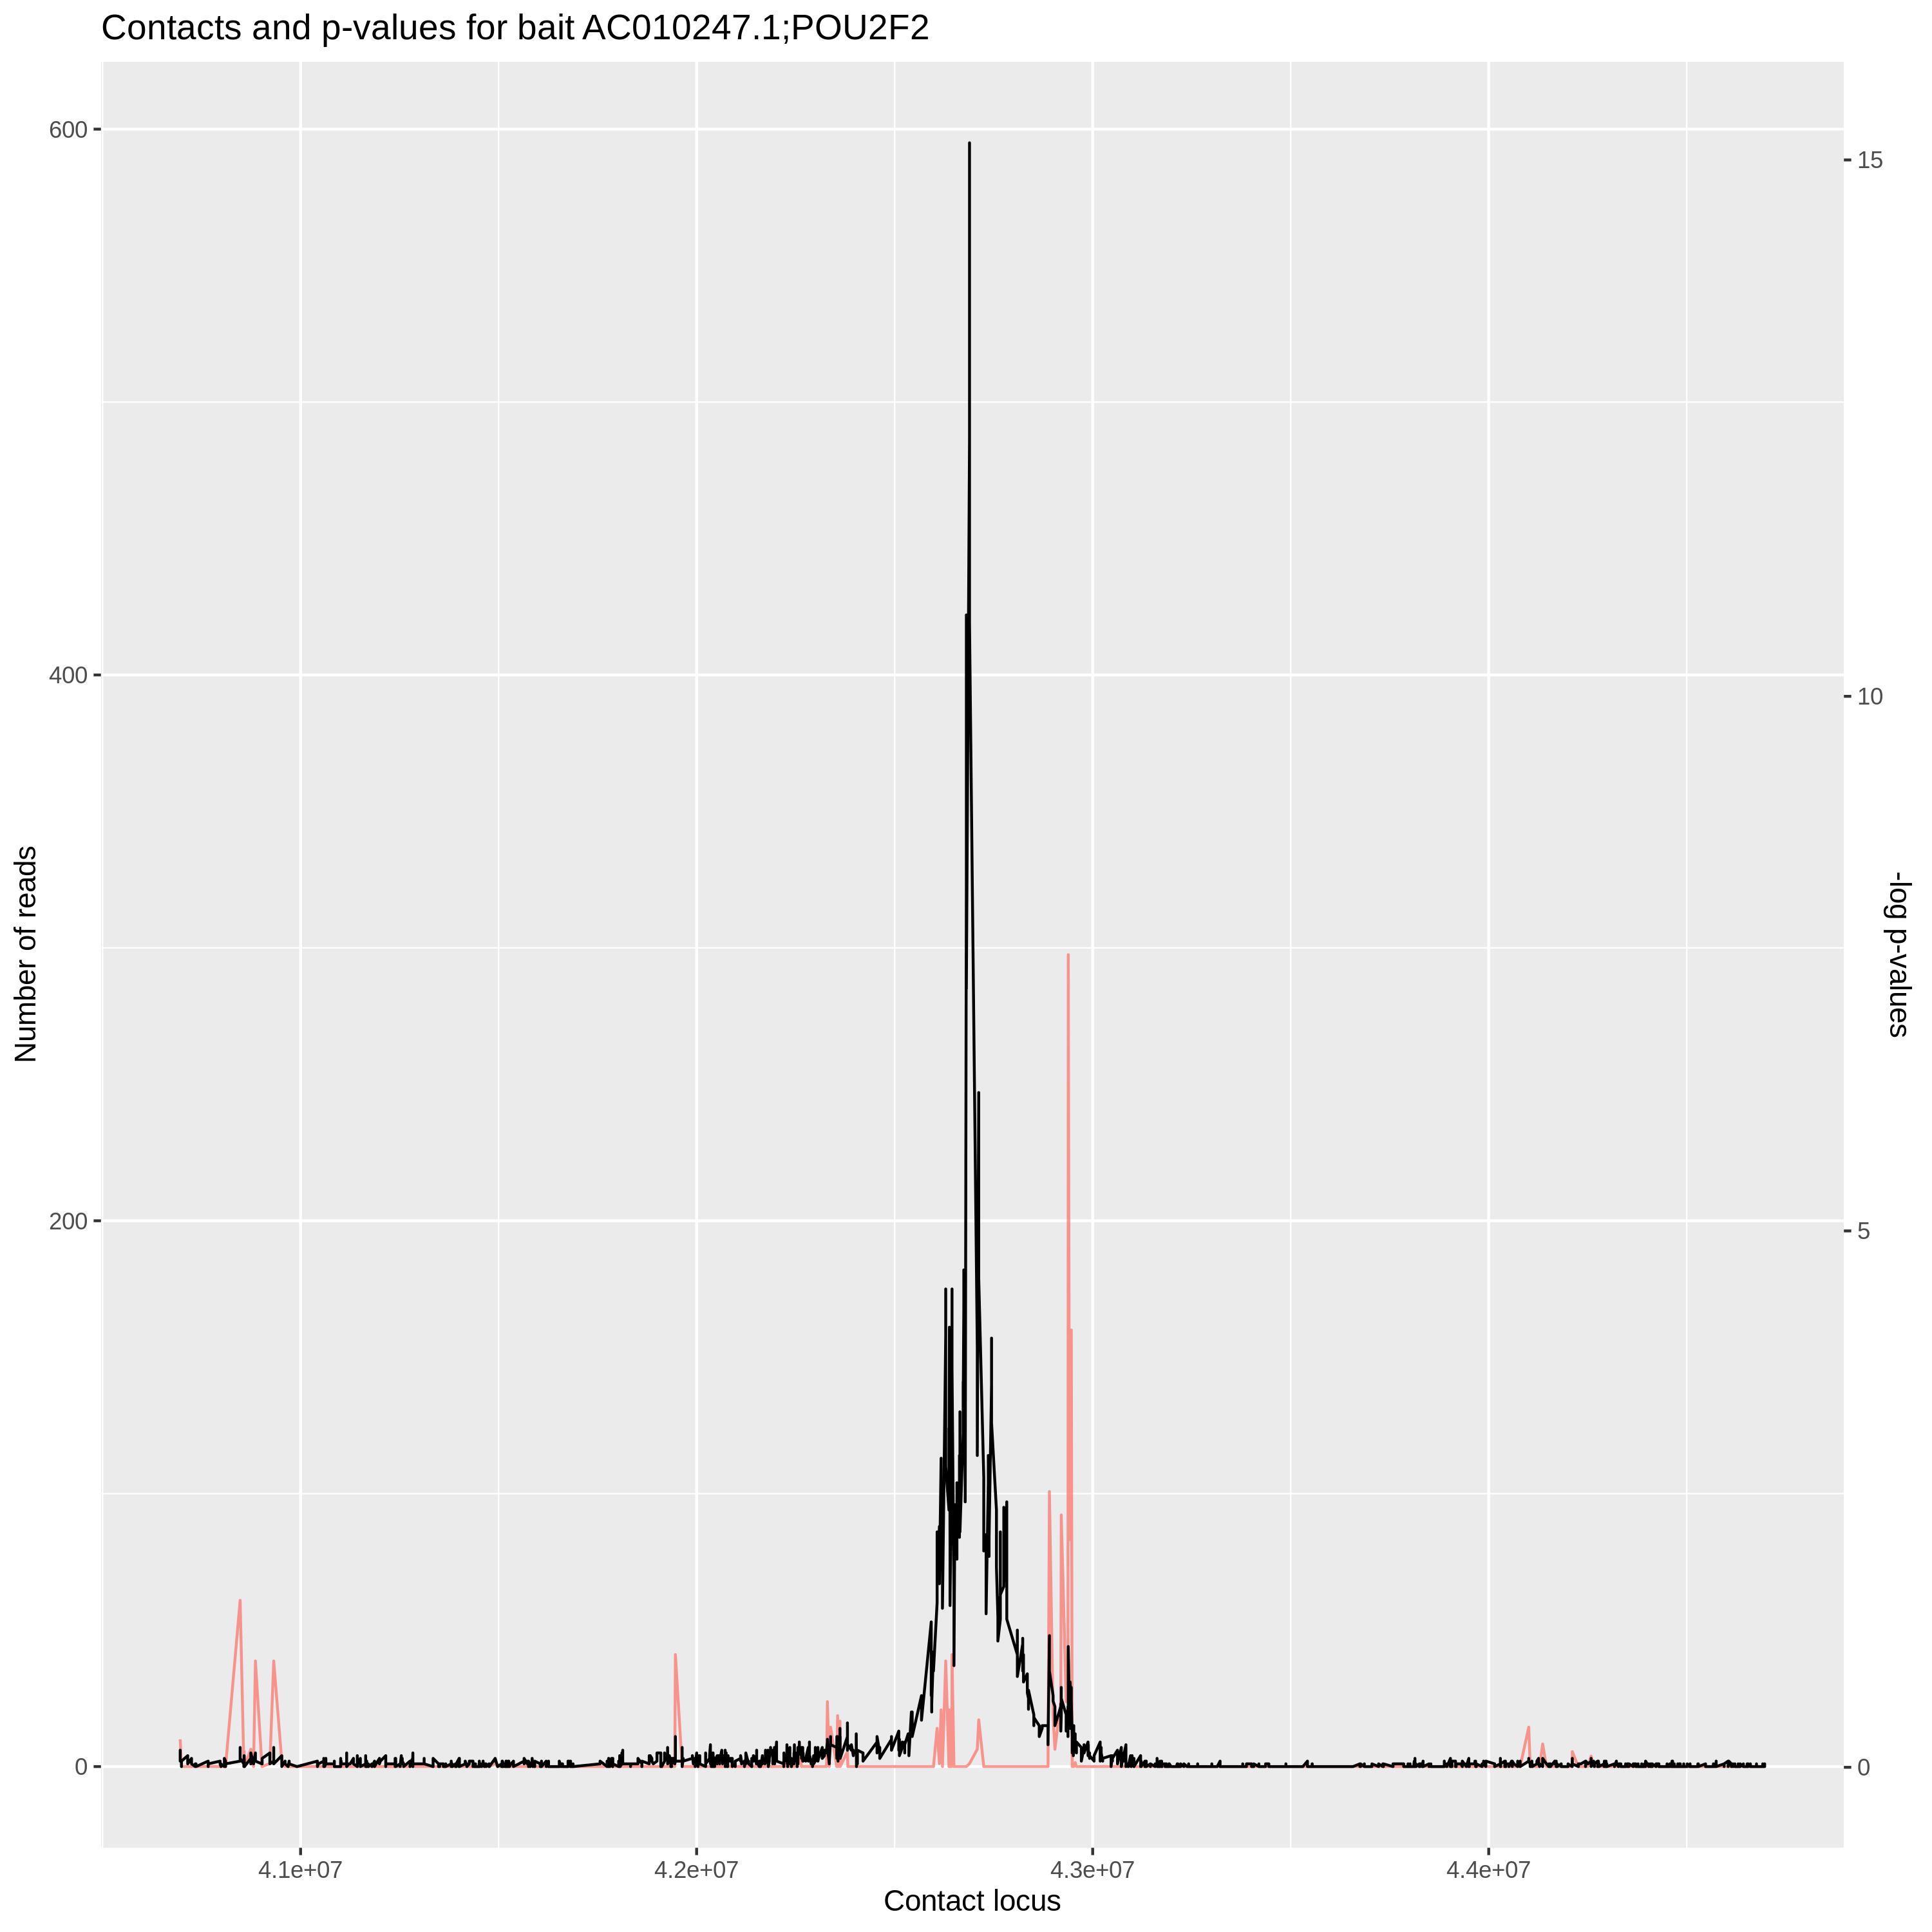 Contacts and p-values for bait AC010247.1;POU2F2
600
400
200
0
Number of reads
15
10
5
0
-log p-values
4.1e+07
4.2e+07
4.3e+07
4.4e+07
Contact locus